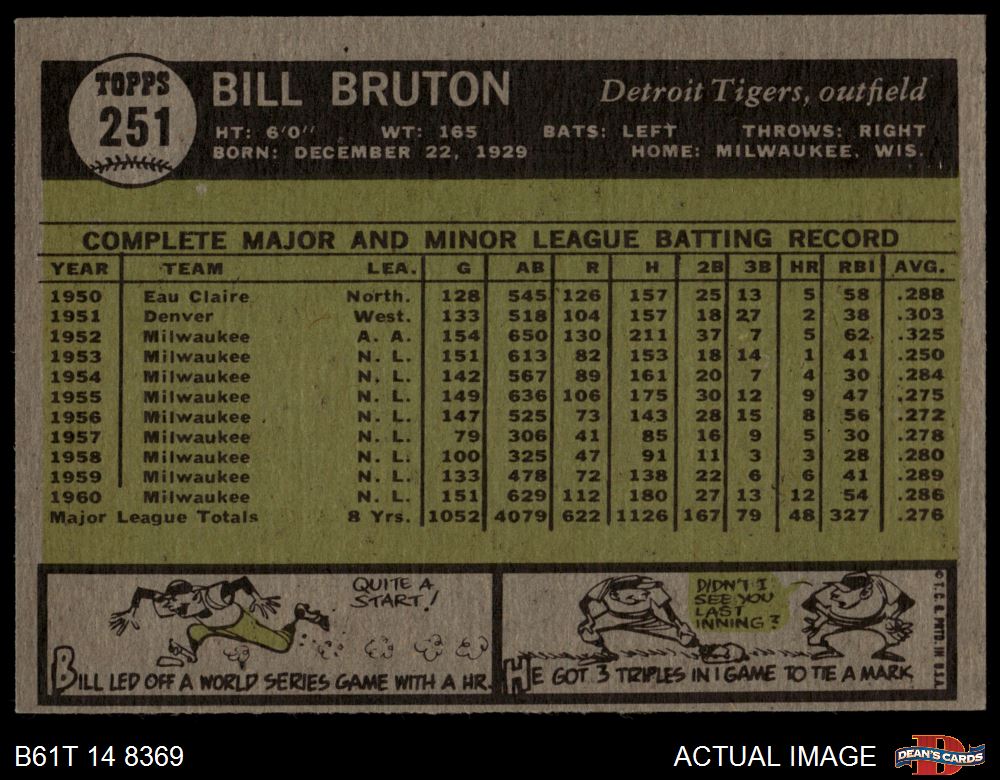 TOPPS
251
BILL BRUTON
Detroit Tigers, outfield
HT: 6'0" WT: 165 BATS: LEFT THROWS: RIGHT
BORN: DECEMBER 22, 1929 HOME: MILWAUKEE, WIS.
COMPLETE MAJOR AND MINOR LEAGUE BATTING RECORD
YEAR TEAM LEA. G AB R H 2B 3B HR RBI AVG.
1950 Eau Claire North. 128 545 126 157 25 13 5 58 .288
1951 Denver West. 133 518 104 157 18 27 2 38 .303
1952 Milwaukee A. A. 154 650 130 211 37 7 5 62 .325
1953 Milwaukee N. L. 151 613 82 153 18 14 1 41 .250
1954 Milwaukee N. L. 142 567 89 161 20 7 4 30 .284
1955 Milwaukee N. L. 149 636 106 175 30 12 9 47 .275
1956 Milwaukee N. L. 147 525 73 143 28 15 8 56 .272
1957 Milwaukee N. L. 79 306 41 85 16 9 5 30 .278
1958 Milwaukee N. L. 100 325 47 91 11 3 3 28 .280
1959 Milwaukee N. L. 133 478 72 138 22 6 6 41 .289
1960 Milwaukee N. L. 151 629 112 180 27 13 12 54 .286
Major League Totals 8 Yrs. 1052 4079 622 1126 167 79 48 327 .276
QUITE A
START!
BILL LED OFF A WORLD SERIES GAME WITH A HR.
DIDN'T I
SEE YOU
LAST
INNING?
HE GOT 3 TRIPLES IN 1 GAME TO TIE A MARK
© T. C. G. PRTD. IN U.S.A.
B61T 14 8369
ACTUAL IMAGE
DEAN'S CARDS